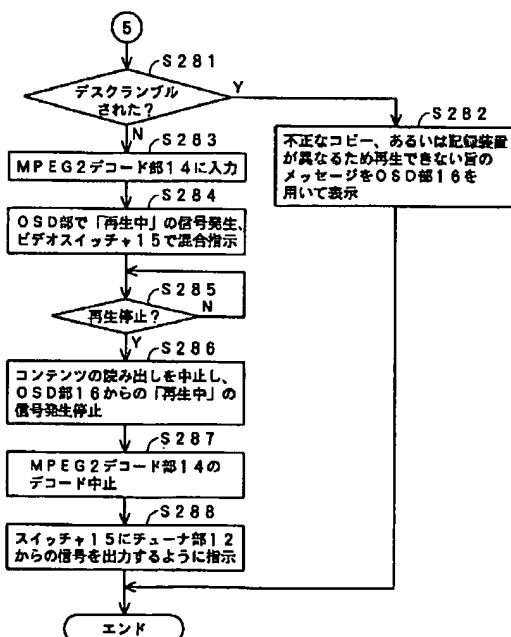 5
S281
デスクランブル
された？
Y
N
S282
不正なコピー、あるいは記録装置
が異なるため再生できない旨の
メッセージをOSD部16を
用いて表示
S283
MPEG2デコード部14に入力
S284
OSD部で「再生中」の信号発生、
ビデオスイッチャ15で混合指示
S285
再生停止？
N
Y
S286
コンテンツの読み出しを中止し、
OSD部16からの「再生中」の
信号発生停止
S287
MPEG2デコード部14の
デコード中止
S288
スイッチャ15にチューナ部12
からの信号を出力するように指示
エンド